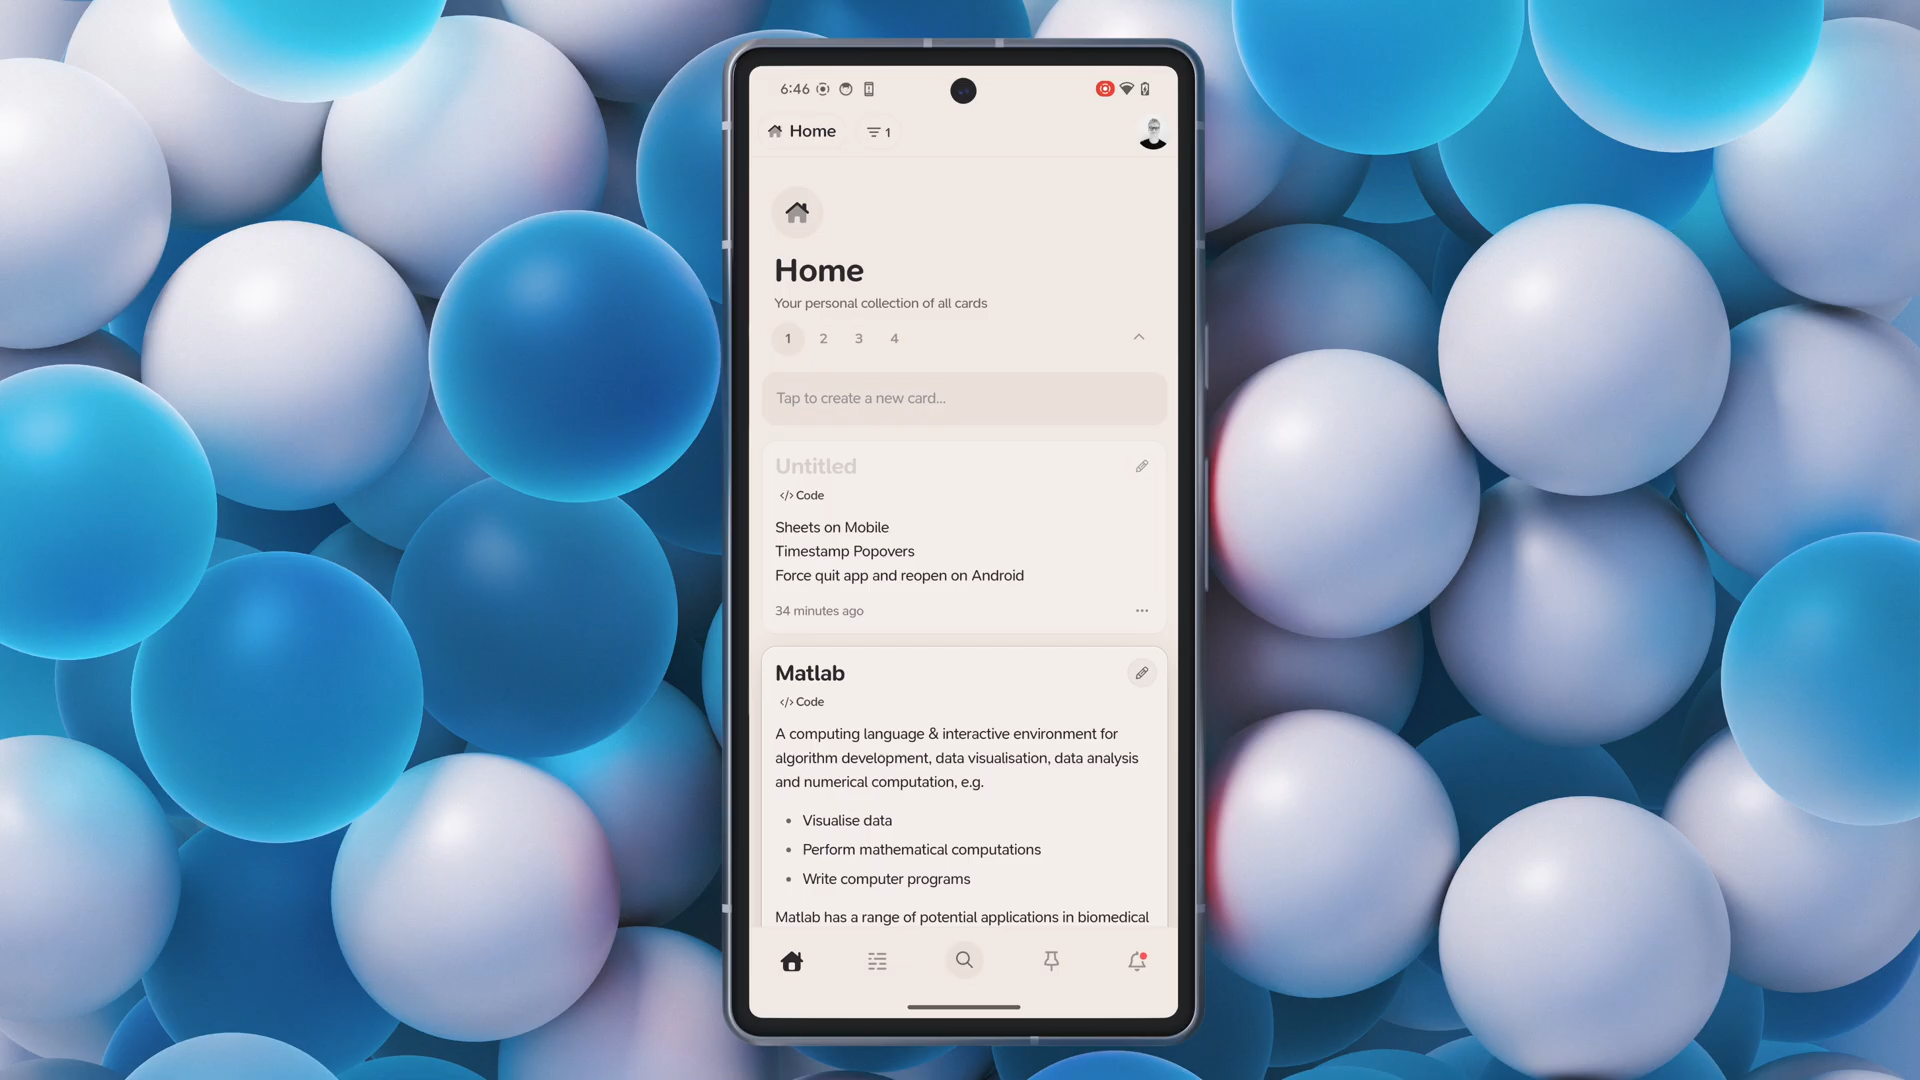 6:46
Home
1
Home
Your personal collection of all cards
1 2 3 4
Tap to create a new card...
Untitled
</> Code
Sheets on Mobile
Timestamp Popovers
Force quit app and reopen on Android
34 minutes ago
Matlab
</> Code
A computing language & interactive environment for
algorithm development, data visualisation, data analysis
and numerical computation, e.g.
• Visualise data
• Perform mathematical computations
• Write computer programs
Matlab has a range of potential applications in biomedical